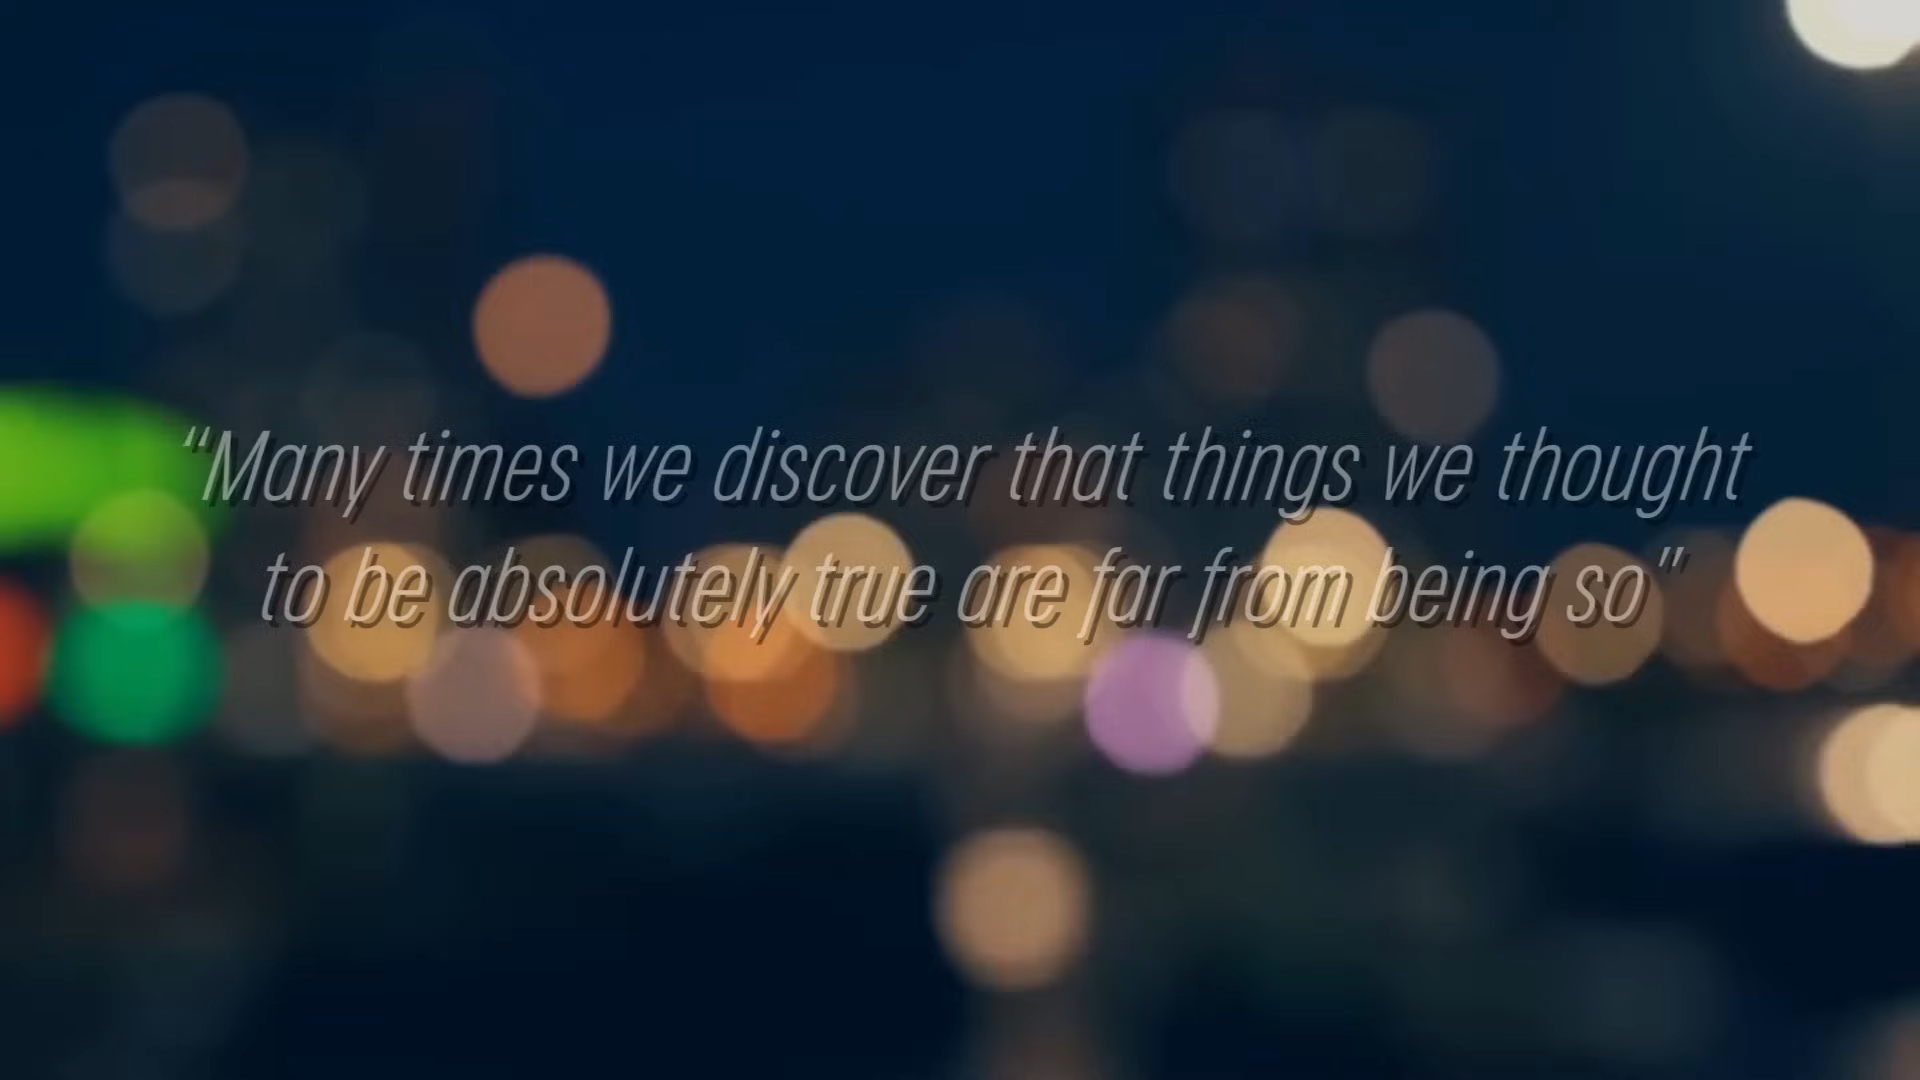 “Many times we discover that things we thought
to be absolutely true are far from being so”